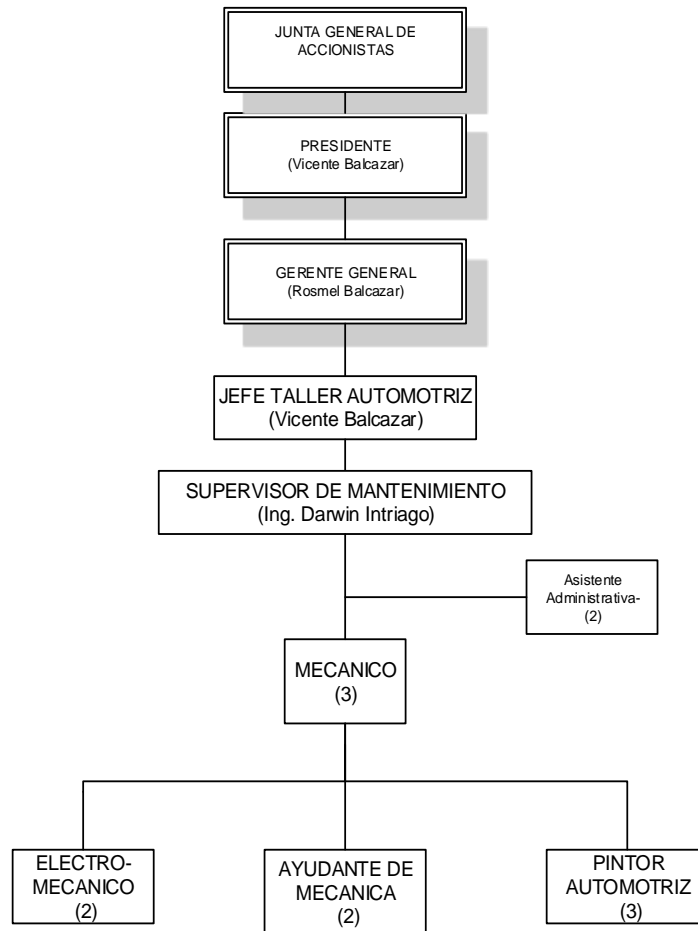 JUNTA GENERAL DE
ACCIONISTAS
PRESIDENTE
(Vicente Balcazar)
GERENTE GENERAL
(Rosmel Balcazar)
JEFE TALLER AUTOMOTRIZ
(Vicente Balcazar)
SUPERVISOR DE MANTENIMIENTO
(Ing. Darwin Intriago)
Asistente
Administrativa-
(2)
MECANICO
(3)
ELECTRO-
MECANICO
(2)
AYUDANTE DE
MECANICA
(2)
PINTOR
AUTOMOTRIZ
(3)